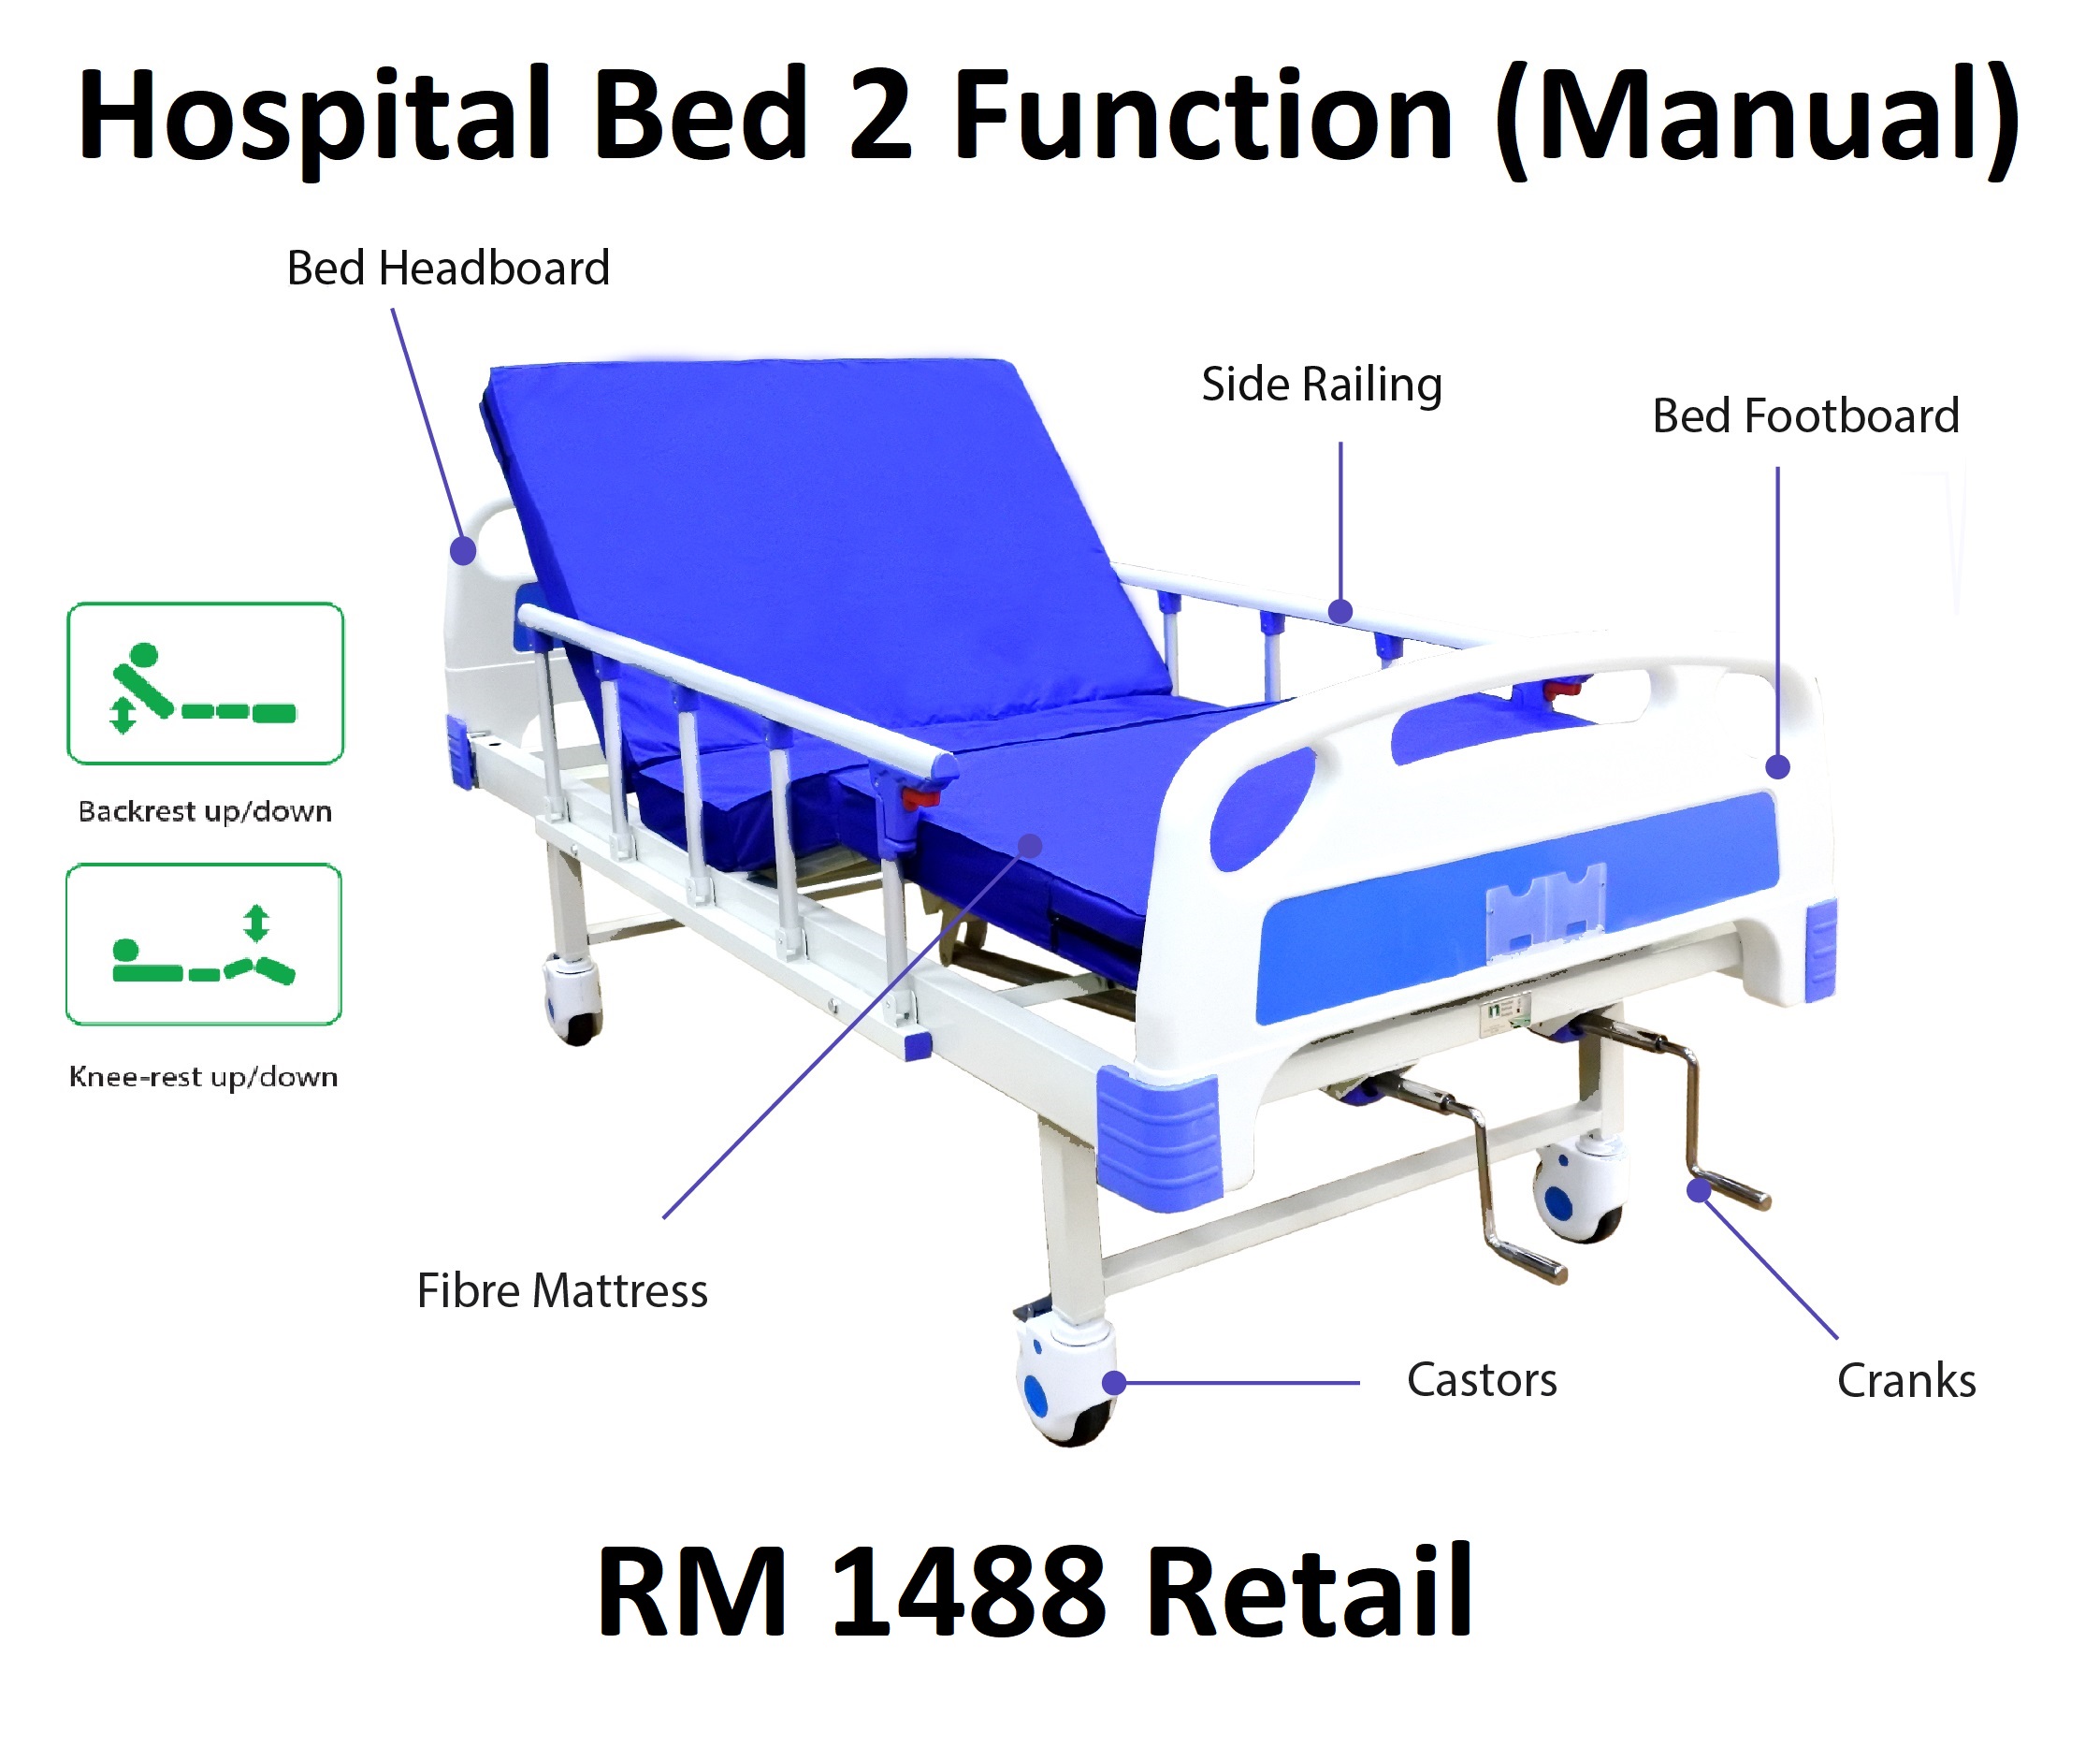 Hospital Bed 2 Function (Manual)
Bed Headboard
Side Railing
Bed Footboard
Backrest up/down
Knee-rest up/down
Fibre Mattress
Castors
Cranks
RM 1488 Retail